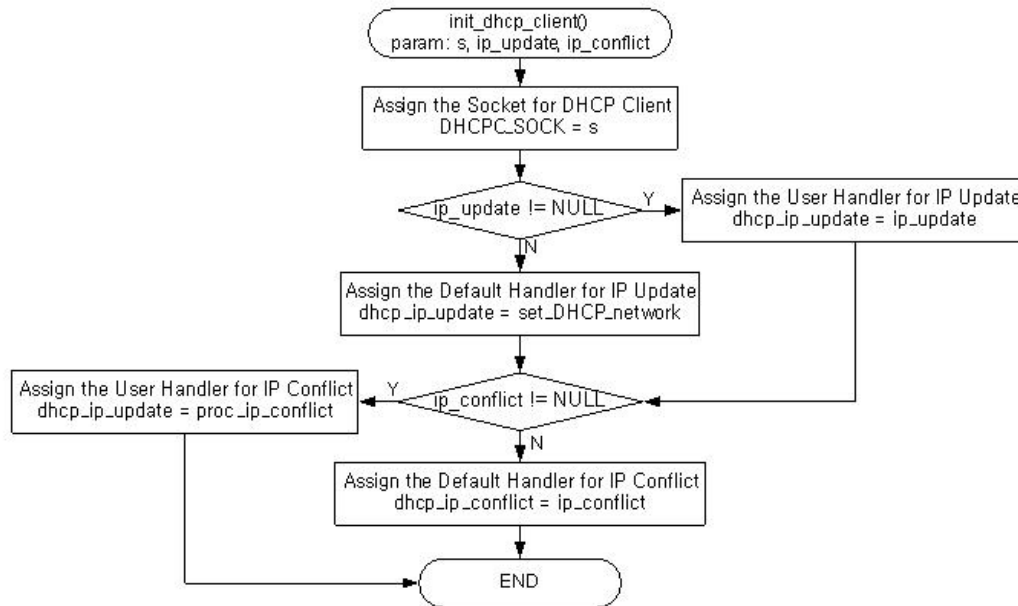 init_dhcp_client()
param: s, ip_update, ip_conflict
Assign the Socket for DHCP Client
DHCPC_SOCK = s
ip_update != NULL
Y
Assign the User Handler for IP Update
dhcp_ip_update = ip_update
N
Assign the Default Handler for IP Update
dhcp_ip_update = set_DHCP_network
Assign the User Handler for IP Conflict
dhcp_ip_update = proc_ip_conflict
Y
ip_conflict != NULL
N
Assign the Default Handler for IP Conflict
dhcp_ip_conflict = ip_conflict
END